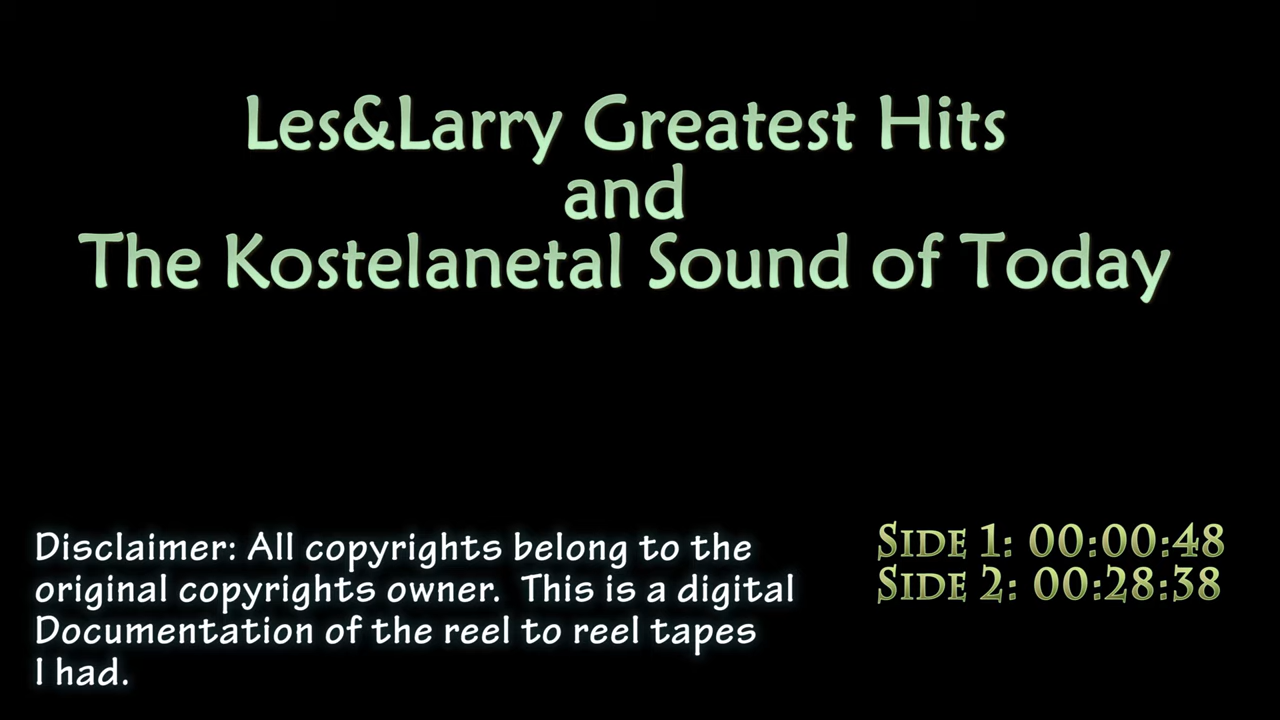 Les&Larry Greatest Hits
and
The Kostelanetal Sound of Today
Disclaimer: All copyrights belong to the
original copyrights owner.  This is a digital
Documentation of the reel to reel tapes
I had.
Side 1: 00:00:48
Side 2: 00:28:38